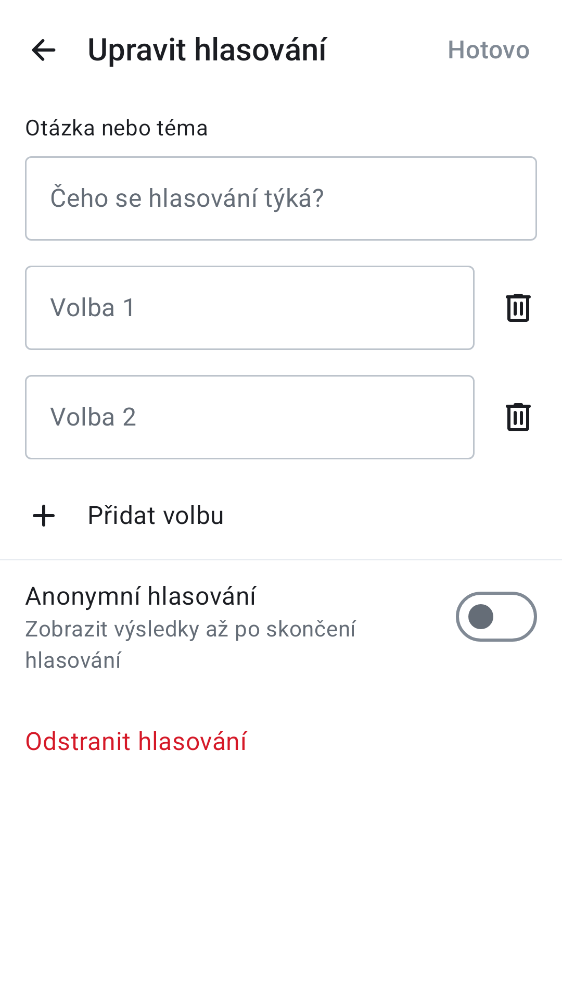 Upravit hlasování
Hotovo
Otázka nebo téma
Čeho se hlasování týká?
Volba 1
Volba 2
Přidat volbu
Anonymní hlasování
Zobrazit výsledky až po skončení
hlasování
Odstranit hlasování